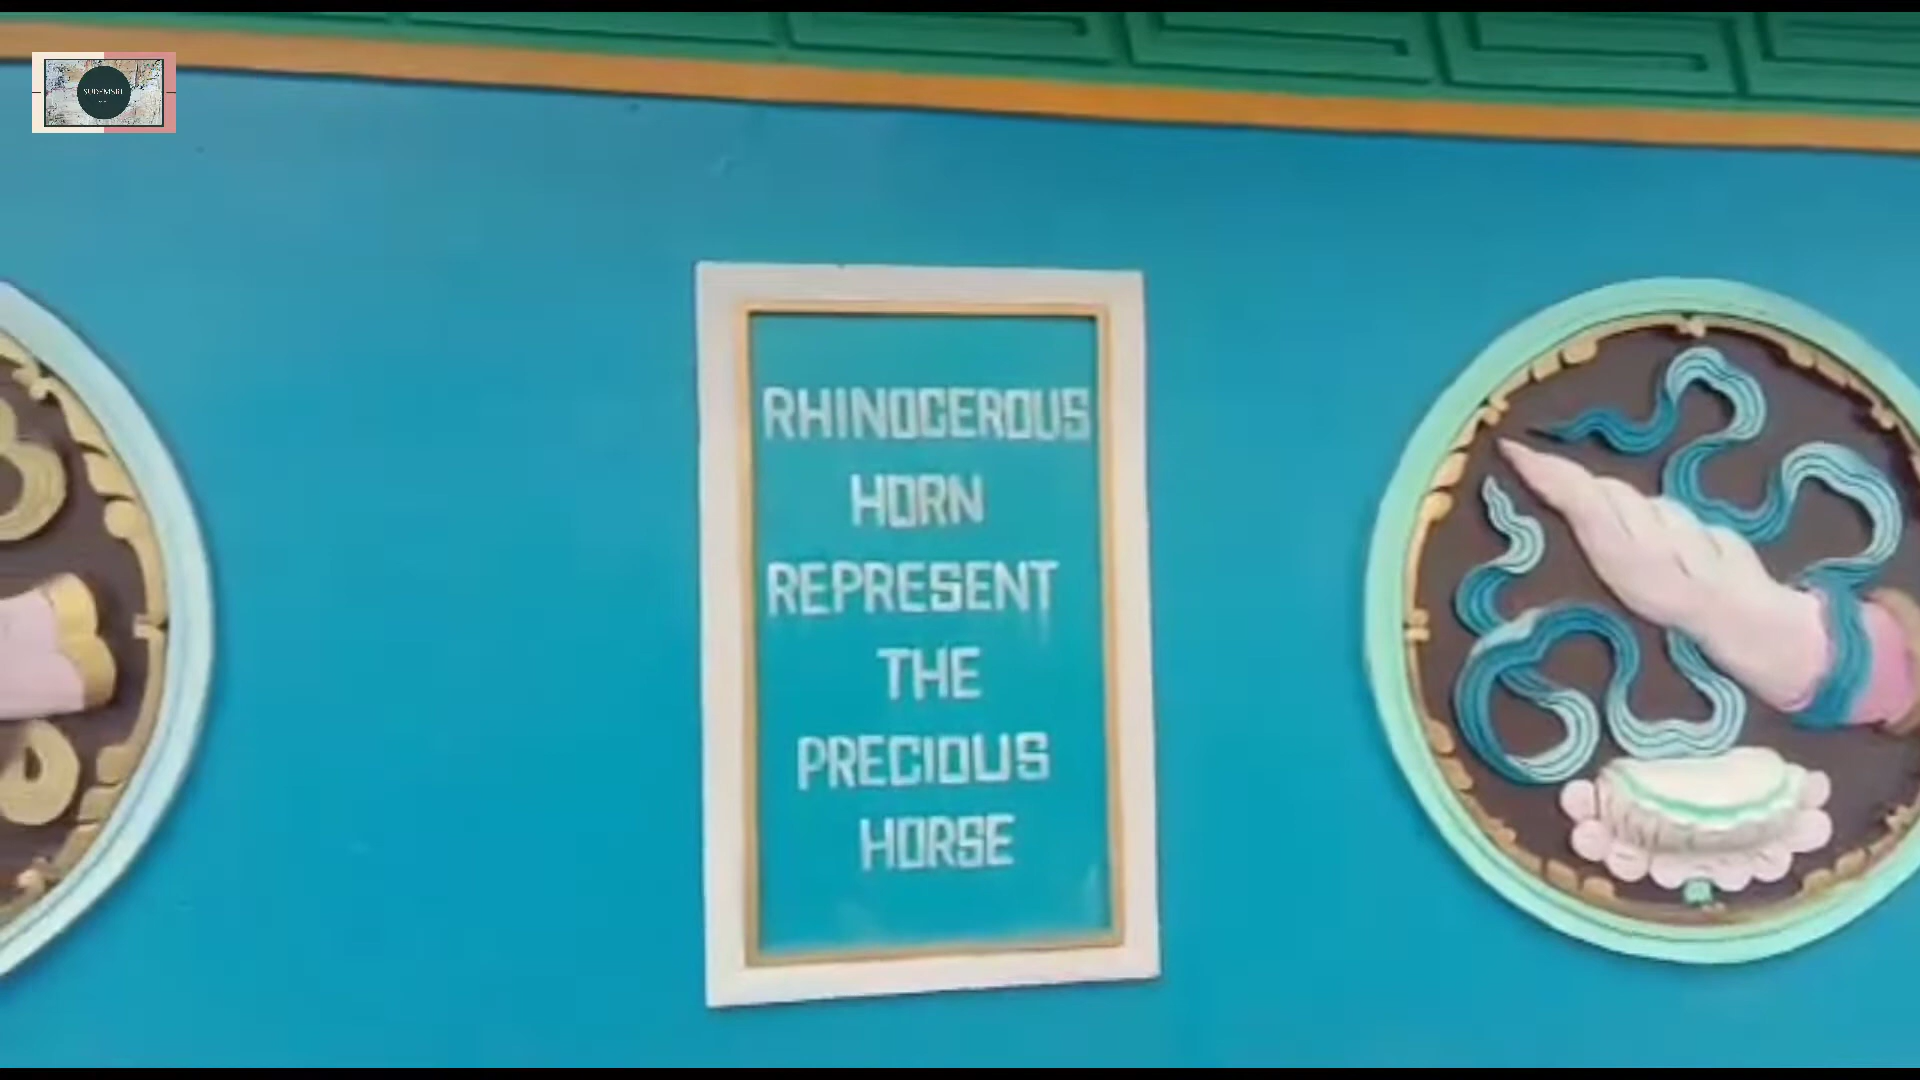 RHINOCEROUS
HORN
REPRESENT
THE
PRECIOUS
HORSE